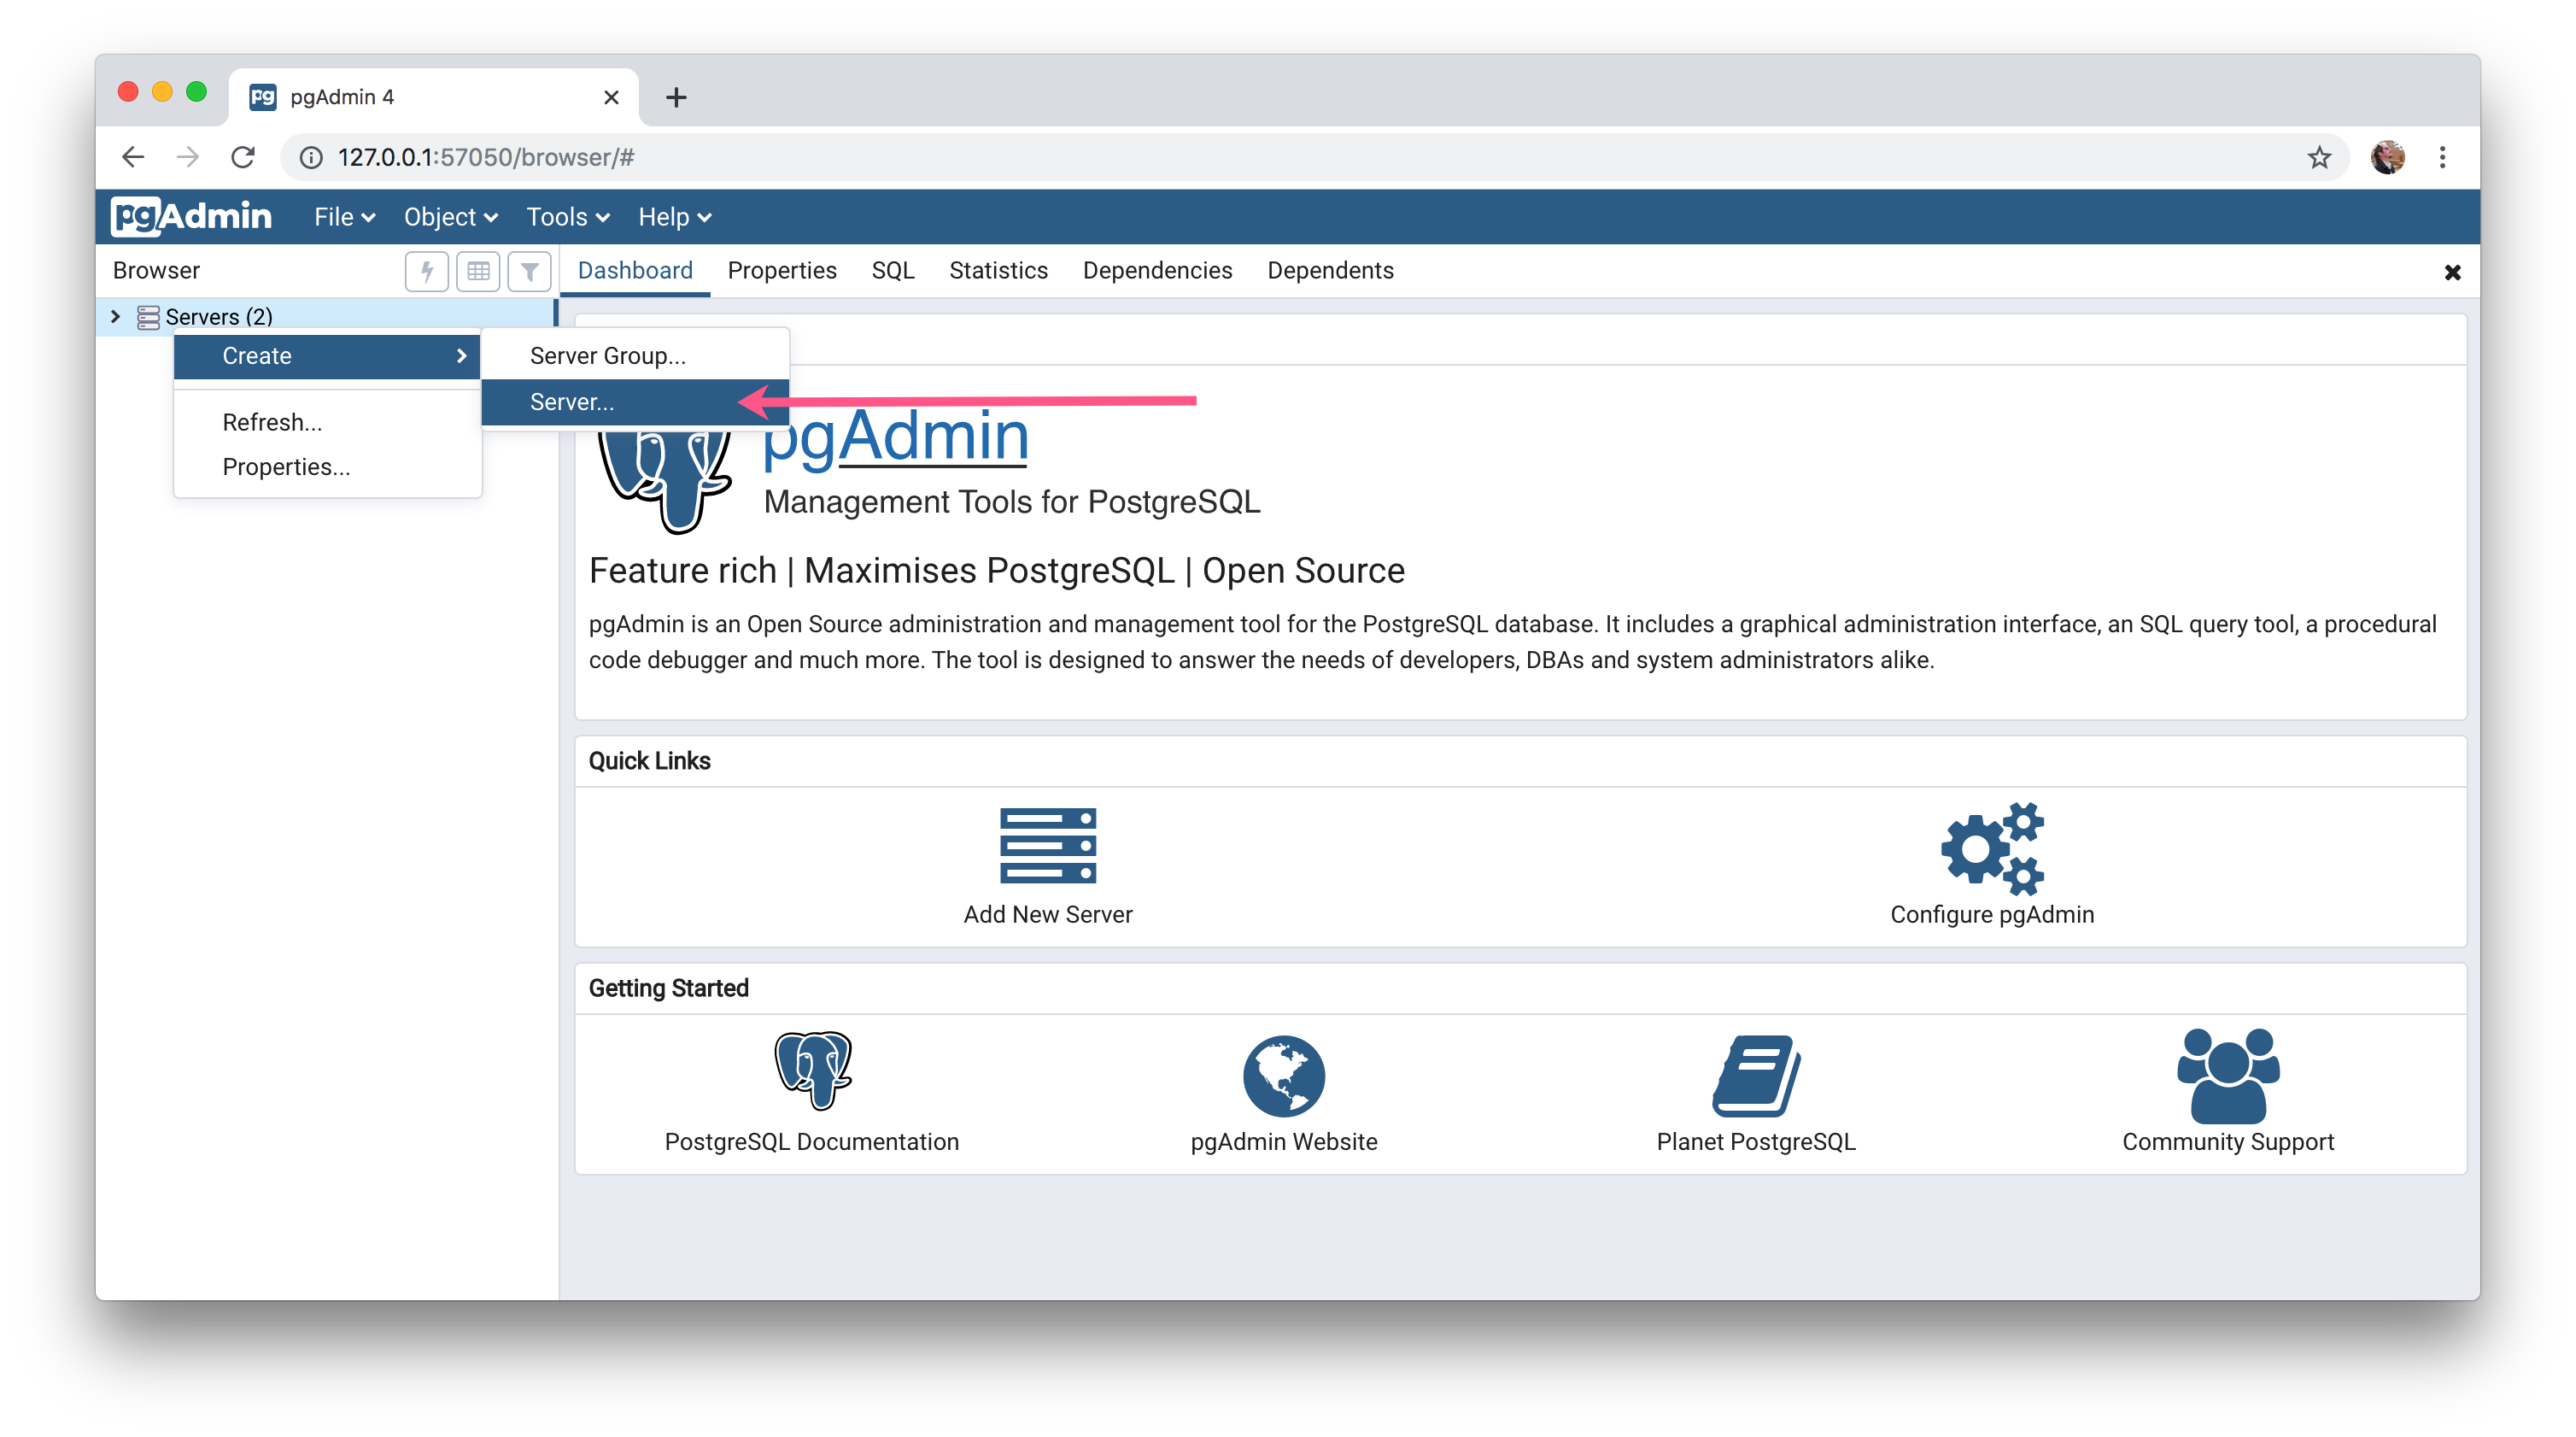 pg pgAdmin 4
127.0.0.1:57050/browser/#
pgAdmin File Object Tools Help
Browser
Dashboard Properties SQL Statistics Dependencies Dependents
Servers (2)
Create
Refresh...
Properties...
Server Group...
Server...
pgAdmin
Management Tools for PostgreSQL
Feature rich | Maximises PostgreSQL | Open Source
pgAdmin is an Open Source administration and management tool for the PostgreSQL database. It includes a graphical administration interface, an SQL query tool, a procedural
code debugger and much more. The tool is designed to answer the needs of developers, DBAs and system administrators alike.
Quick Links
Add New Server Configure pgAdmin
Getting Started
PostgreSQL Documentation pgAdmin Website Planet PostgreSQL Community Support